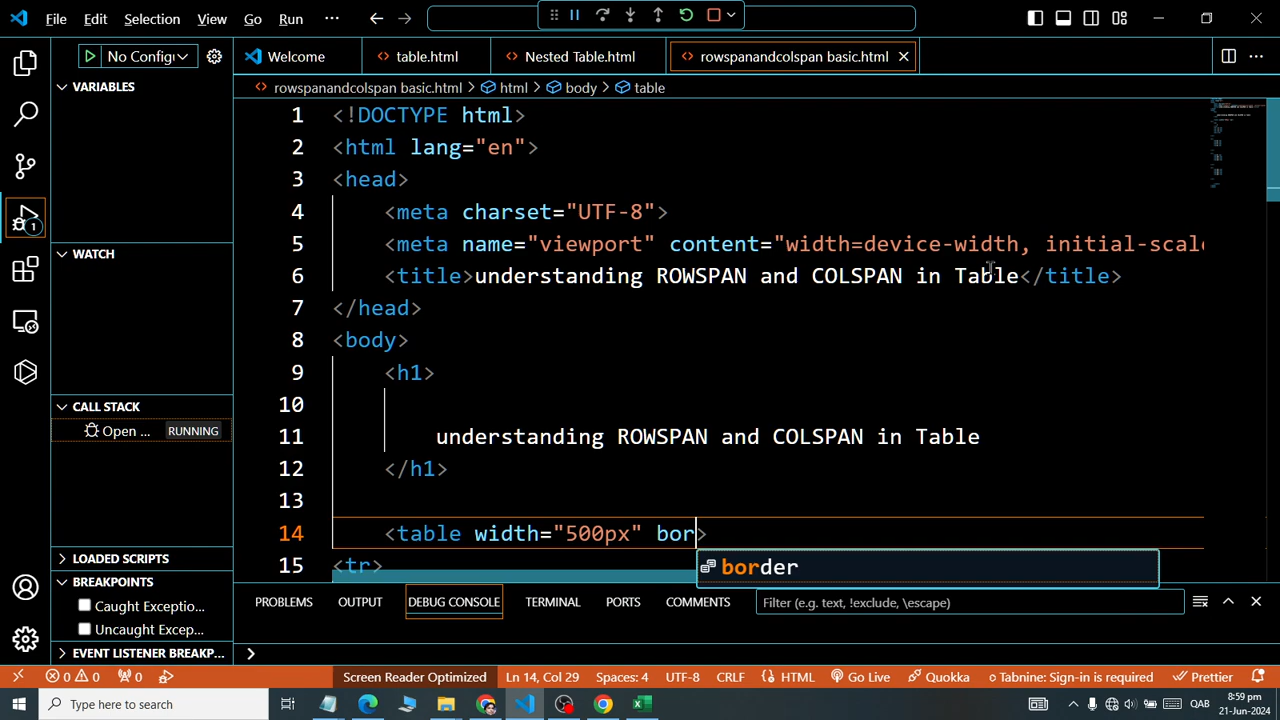 File Edit Selection View Go Run ···
No Config
Welcome
table.html
Nested Table.html
rowspanandcolspan basic.html
rowspanandcolspan basic.html > html > body > table
VARIABLES
WATCH
CALL STACK
Open ... RUNNING
LOADED SCRIPTS
BREAKPOINTS
Caught Exceptio...
Uncaught Excep...
EVENT LISTENER BREAKP...
1
1 <!DOCTYPE html>
2 <html lang="en">
3 <head>
4 <meta charset="UTF-8">
5 <meta name="viewport" content="width=device-width, initial-scale
6 <title>understanding ROWSPAN and COLSPAN in Table</title>
7 </head>
8 <body>
9 <h1>
10
11 understanding ROWSPAN and COLSPAN in Table
12 </h1>
13
14 <table width="500px" bor>
border
15 <tr>
PROBLEMS OUTPUT DEBUG CONSOLE TERMINAL PORTS COMMENTS Filter (e.g. text, !exclude, \escape)
>
0 0 0 Screen Reader Optimized Ln 14, Col 29 Spaces: 4 UTF-8 CRLF HTML Go Live Quokka Tabnine: Sign-in is required Prettier
Type here to search
QAB
8:59 pm
21-Jun-2024